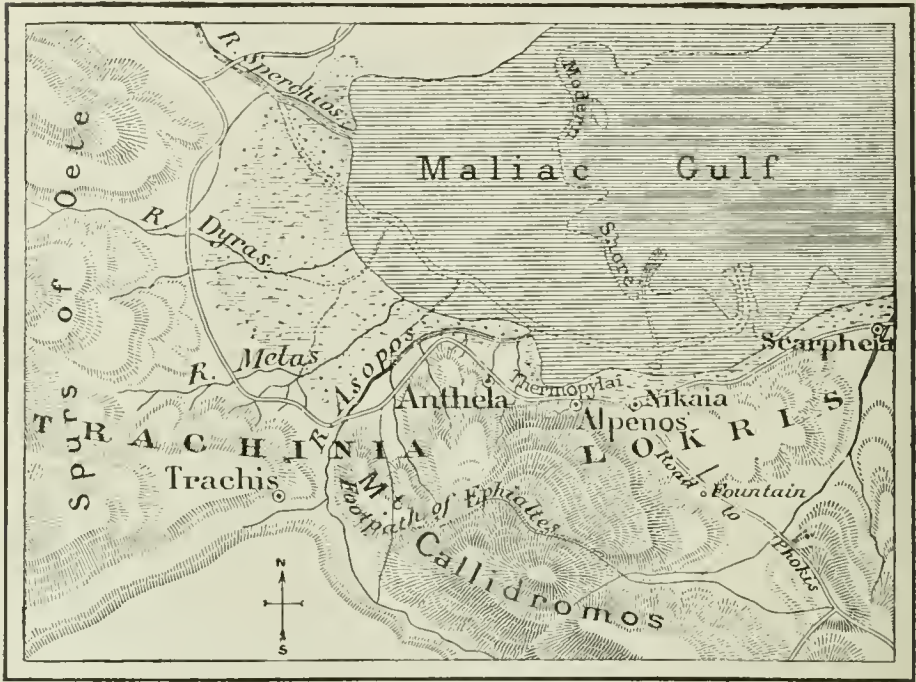 R. Sperchios
Modern
Shore
Maliac Gulf
Spurs of Oete
R. Dyras
R. Melas
R. Asopos
Scarpheia
Thermopylai
Anthela
Nikaia
Alpenos
LOKRIS
TRACHINIA
Trachis
Mt
Callidromos
Footpath of Ephialtes
Road to Phokis
Fountain
N
S